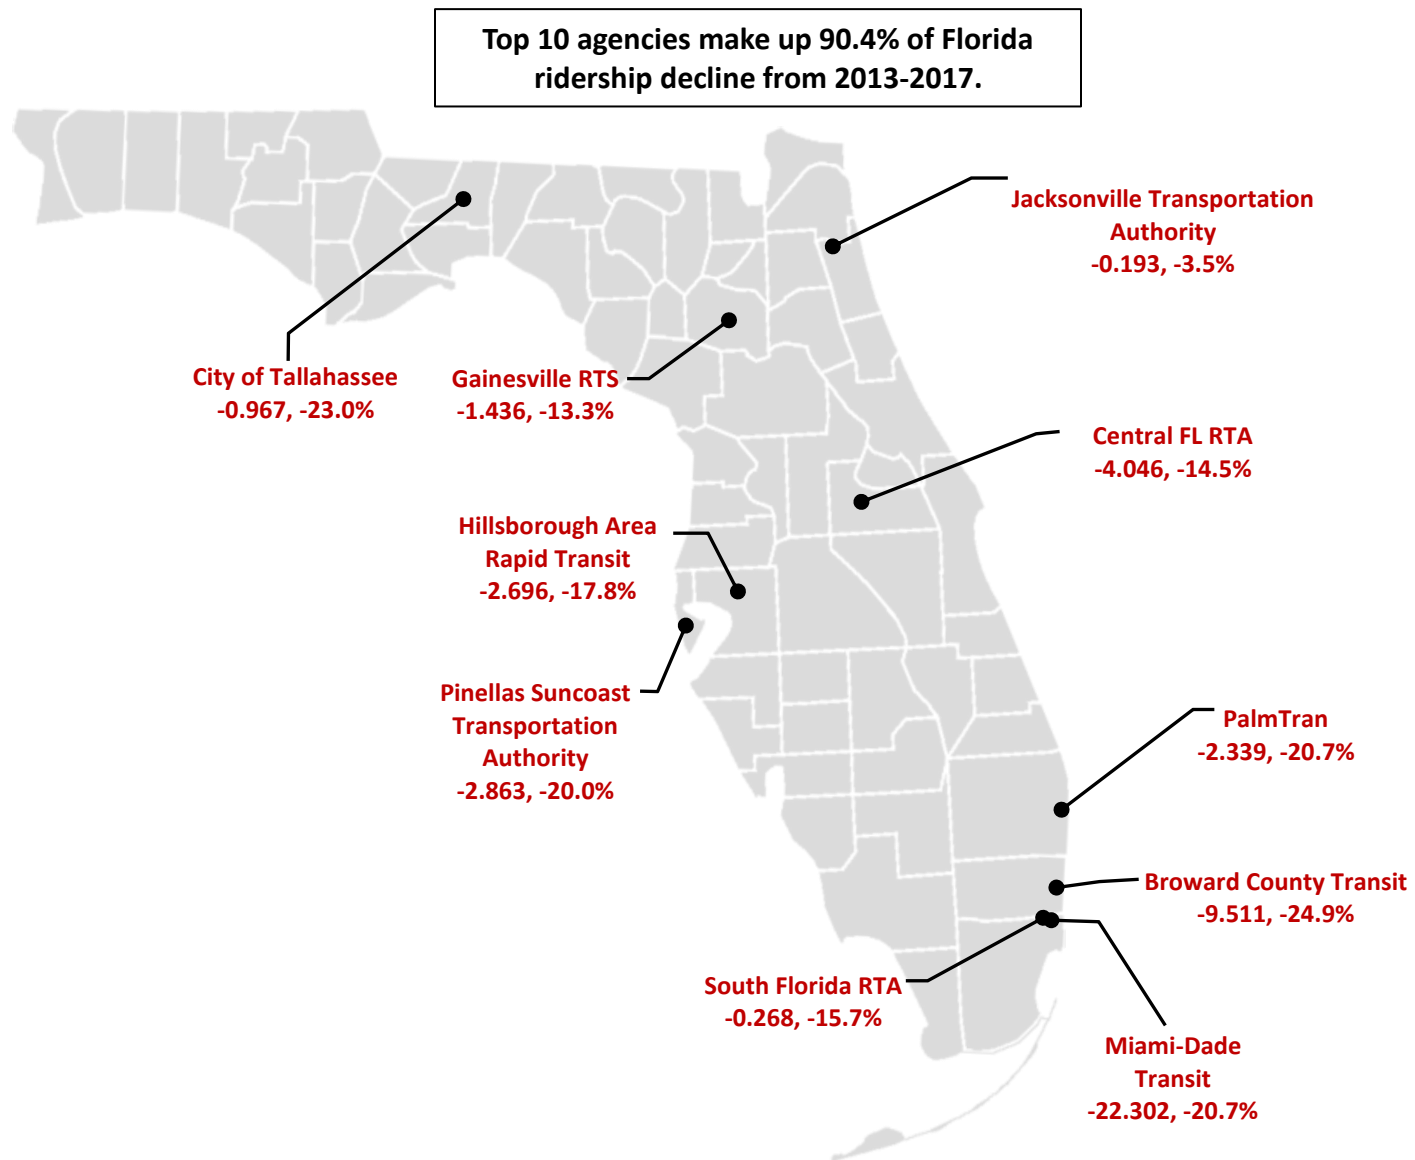 Top 10 agencies make up 90.4% of Florida
ridership decline from 2013-2017.
Jacksonville Transportation
Authority
-0.193, -3.5%
City of Tallahassee
-0.967, -23.0%
Gainesville RTS
-1.436, -13.3%
Central FL RTA
-4.046, -14.5%
Hillsborough Area
Rapid Transit
-2.696, -17.8%
Pinellas Suncoast
Transportation
Authority
-2.863, -20.0%
PalmTran
-2.339, -20.7%
Broward County Transit
-9.511, -24.9%
South Florida RTA
-0.268, -15.7%
Miami-Dade
Transit
-22.302, -20.7%